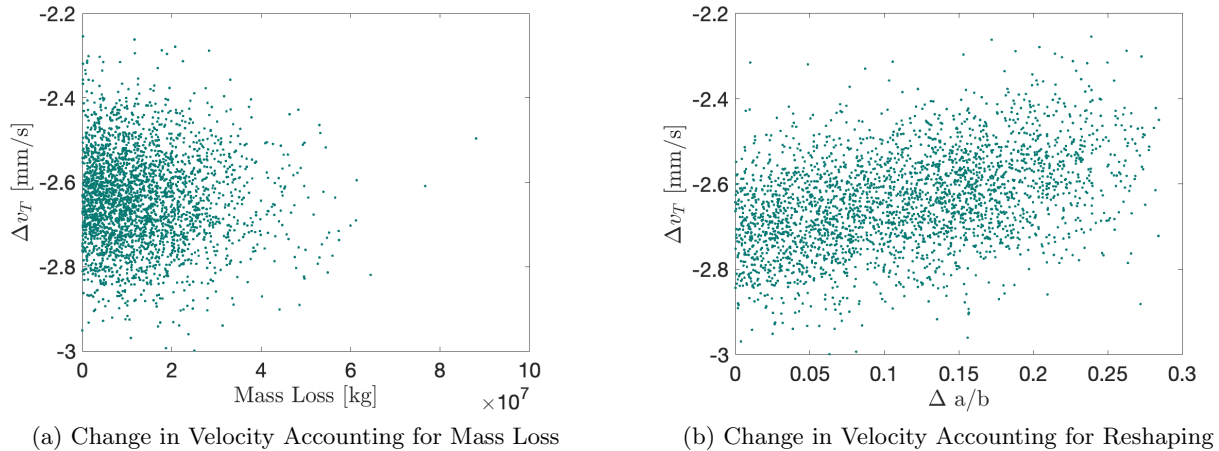 -2.2
-2.4
-2.6
-2.8
-3
Δv_T [mm/s]
0 2 4 6 8 10
Mass Loss [kg]
×10^7
(a) Change in Velocity Accounting for Mass Loss
-2.2
-2.4
-2.6
-2.8
-3
Δv_T [mm/s]
0 0.05 0.1 0.15 0.2 0.25 0.3
Δ a/b
(b) Change in Velocity Accounting for Reshaping